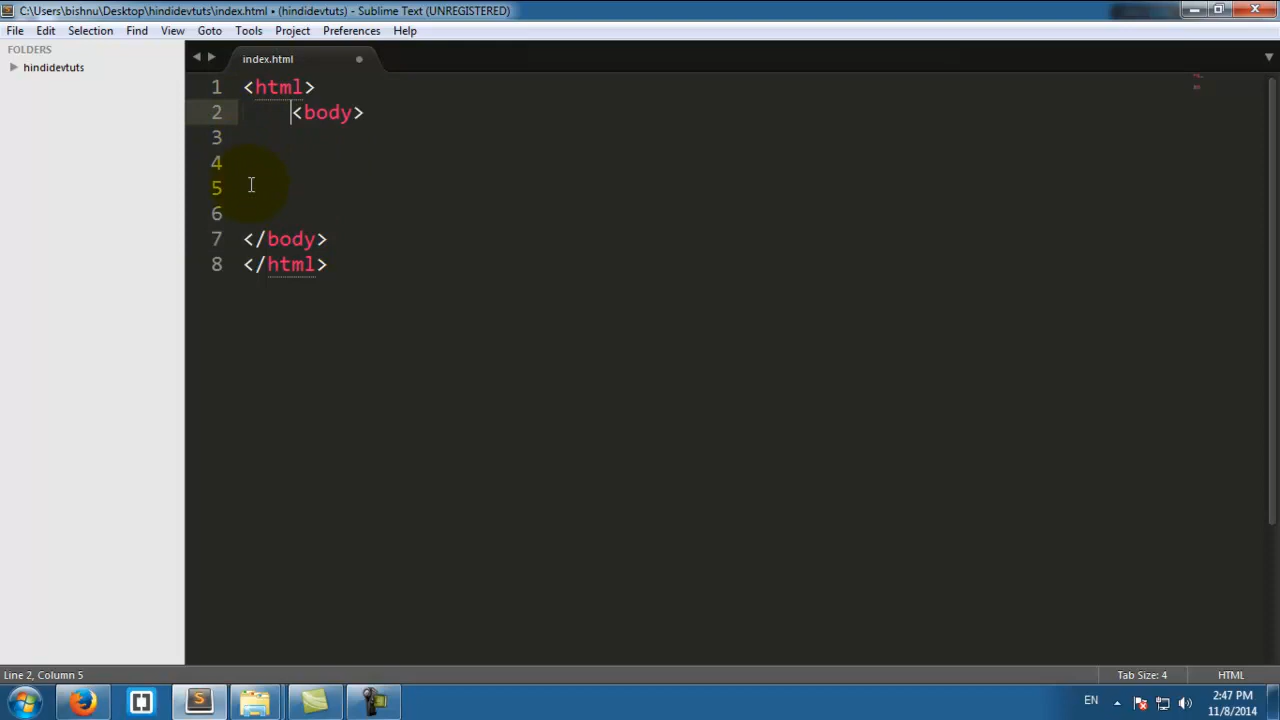 C:\Users\bishnu\Desktop\hindidevtuts\index.html • (hindidevtuts) - Sublime Text (UNREGISTERED)
File Edit Selection Find View Goto Tools Project Preferences Help
FOLDERS
hindidevtuts
index.html
1 <html>
2 <body>
3
4
5
6
7 </body>
8 </html>
Line 2, Column 5
Tab Size: 4
HTML
EN
2:47 PM
11/8/2014